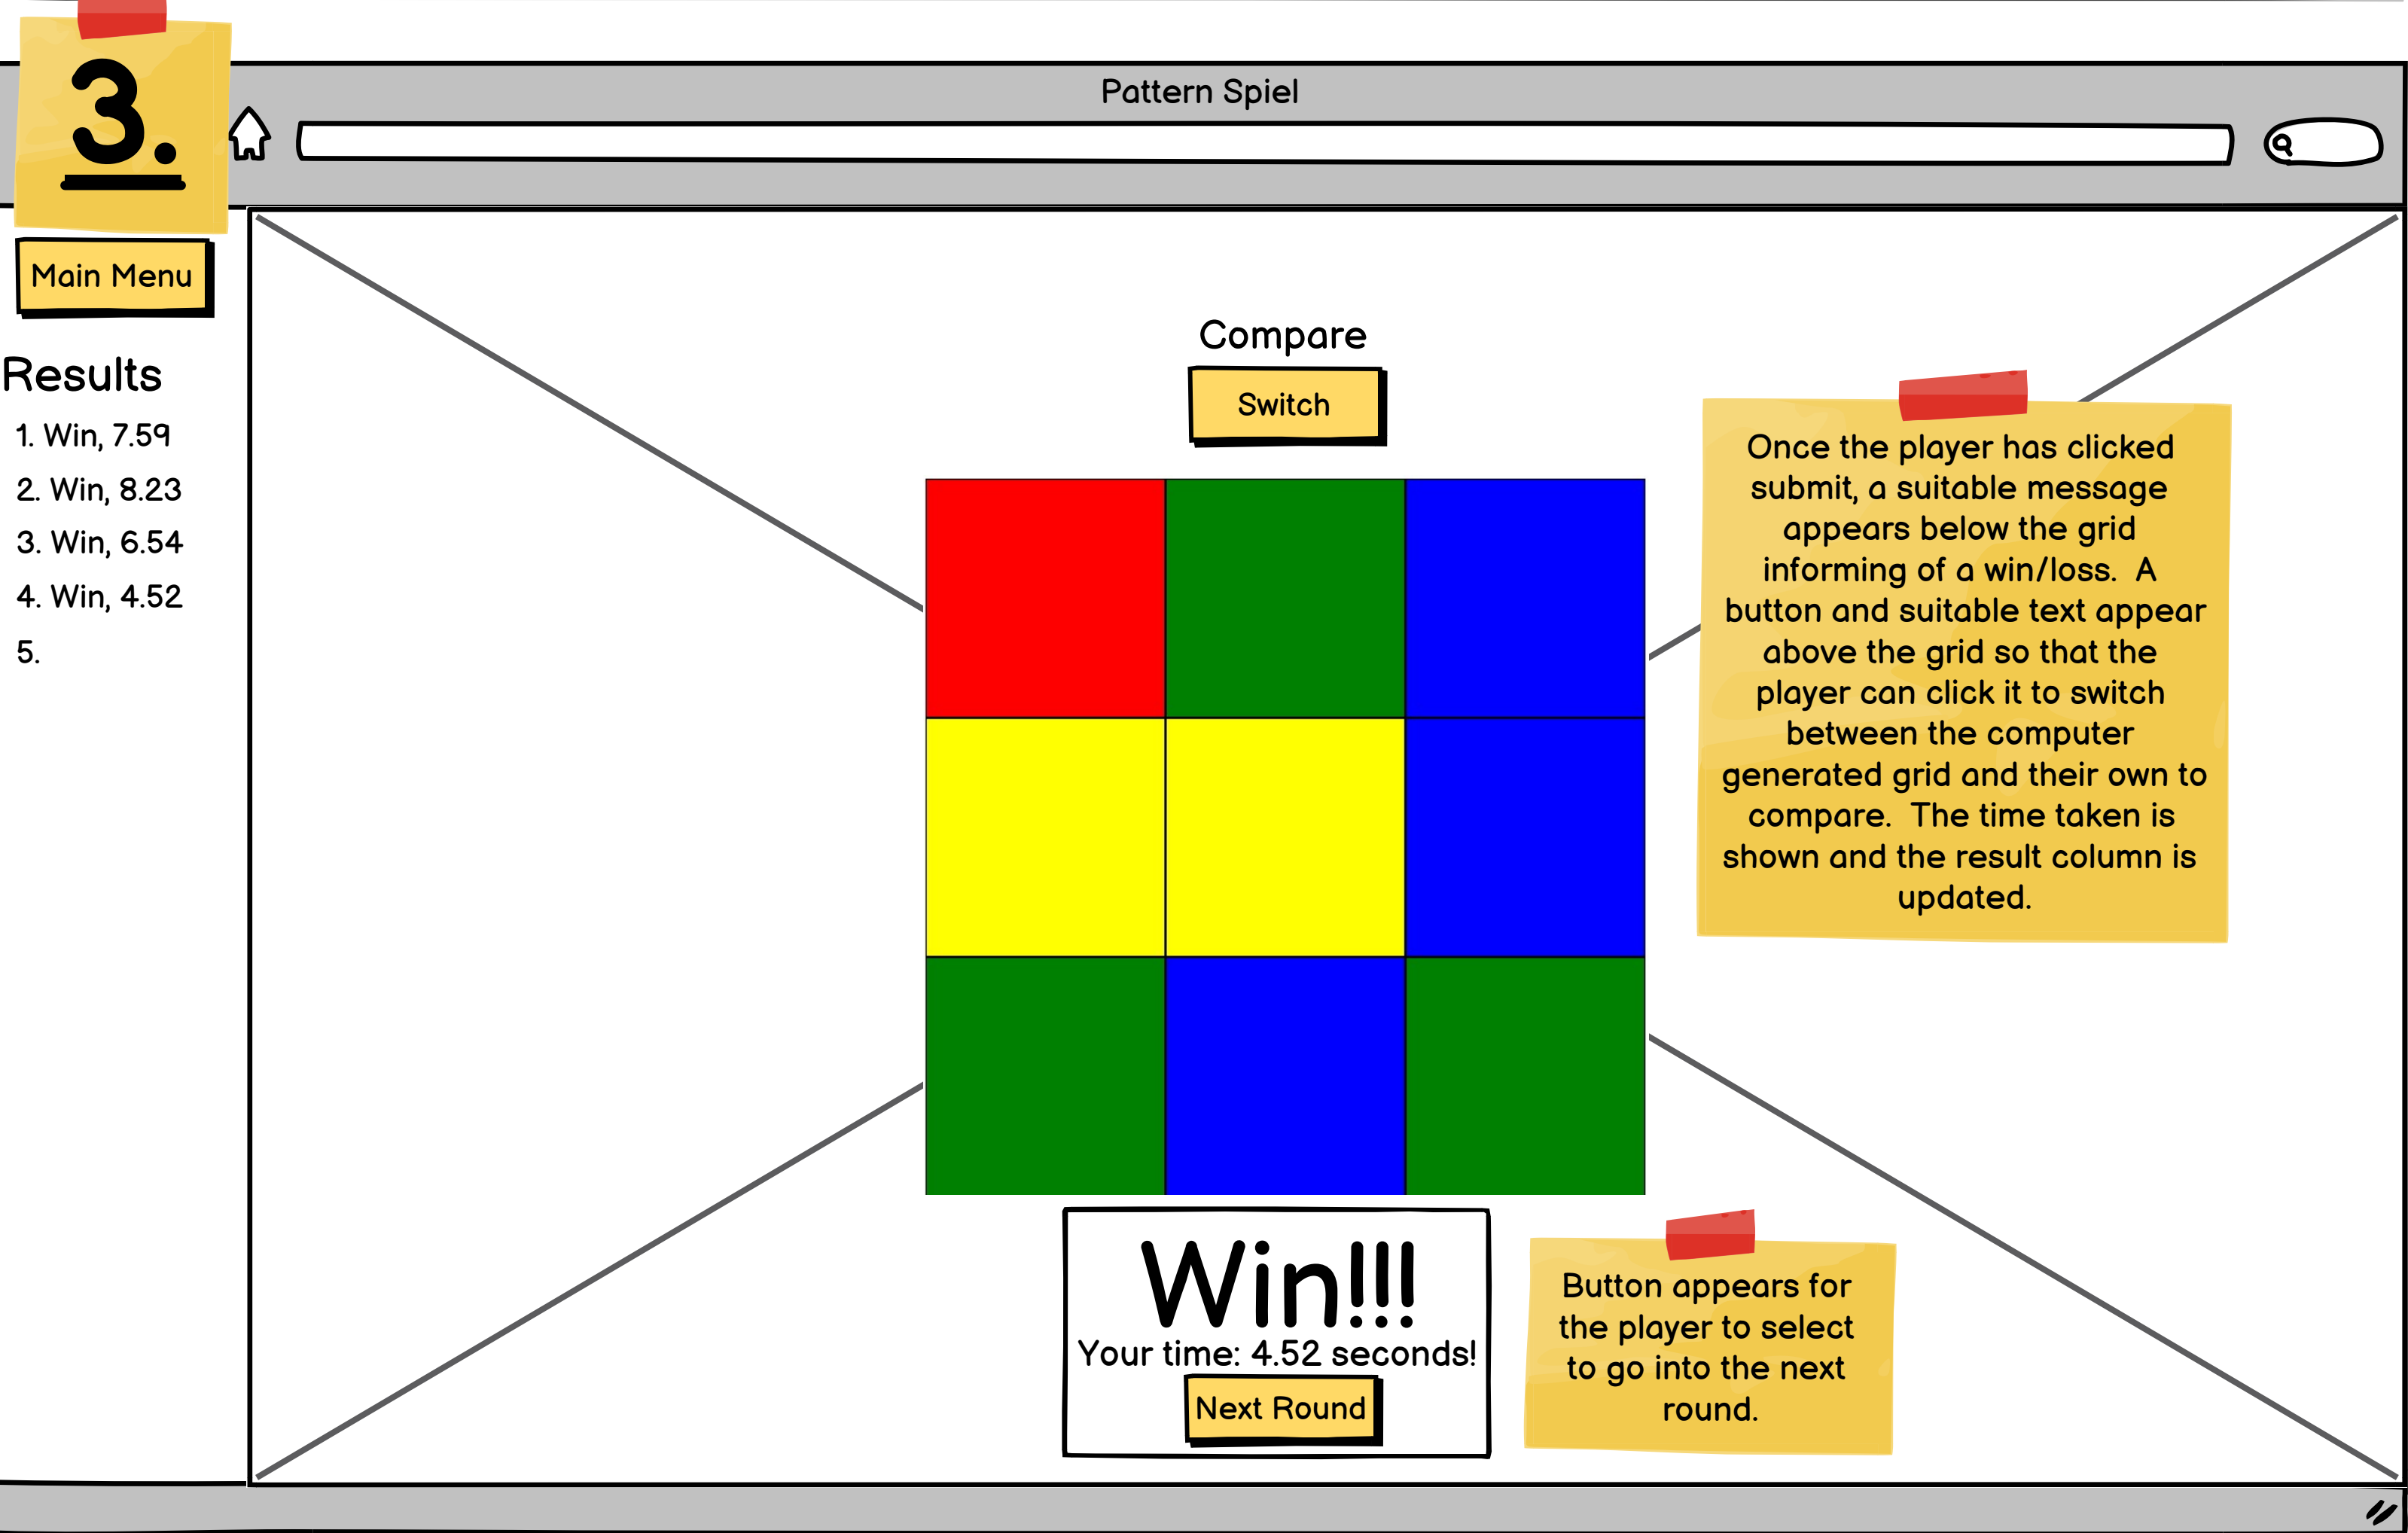 3.
Pattern Spiel
Main Menu
Results
1. Win, 7.59
2. Win, 8.23
3. Win, 6.54
4. Win, 4.52
5.
Compare
Switch
Once the player has clicked
submit, a suitable message
appears below the grid
informing of a win/loss.  A
button and suitable text appear
above the grid so that the
player can click it to switch
between the computer
generated grid and their own to
compare.  The time taken is
shown and the result column is
updated.
Win!!!
Your time: 4.52 seconds!
Next Round
Button appears for
the player to select
to go into the next
round.